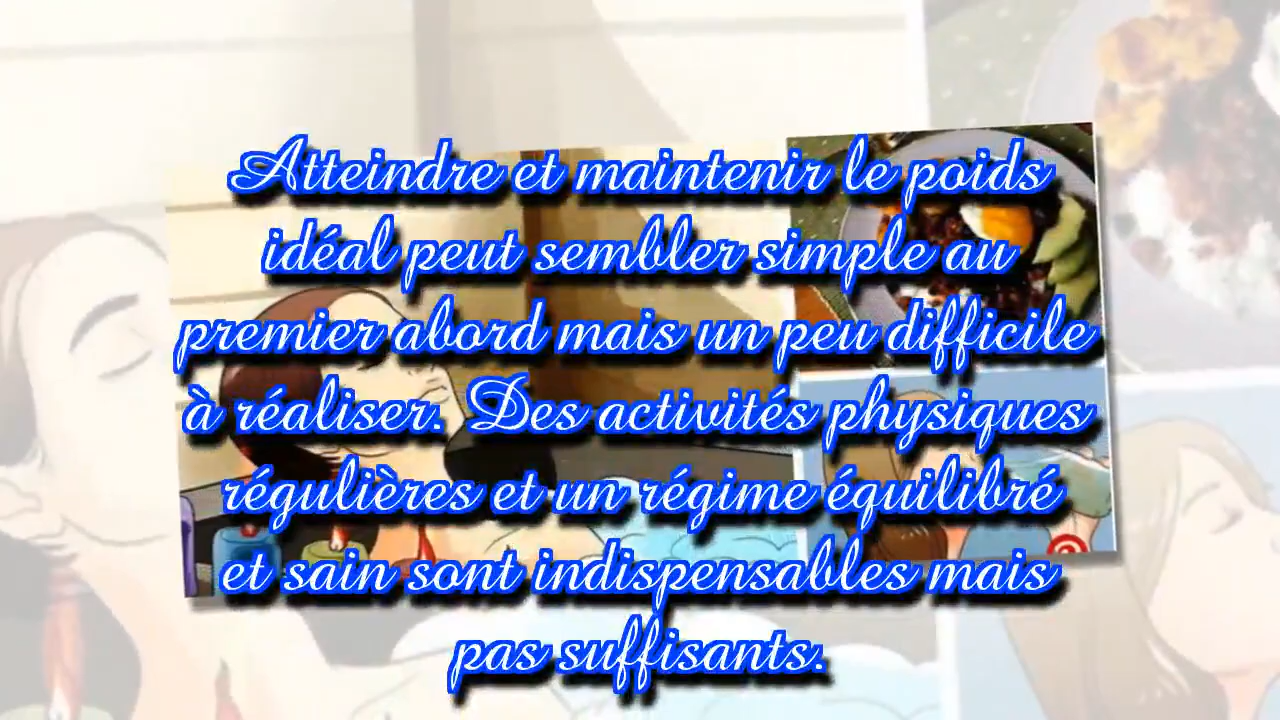 Atteindre et maintenir le poids
idéal peut sembler simple au
premier abord mais un peu difficile
à réaliser. Des activités physiques
régulières et un régime équilibré
et sain sont indispensables mais
pas suffisants.